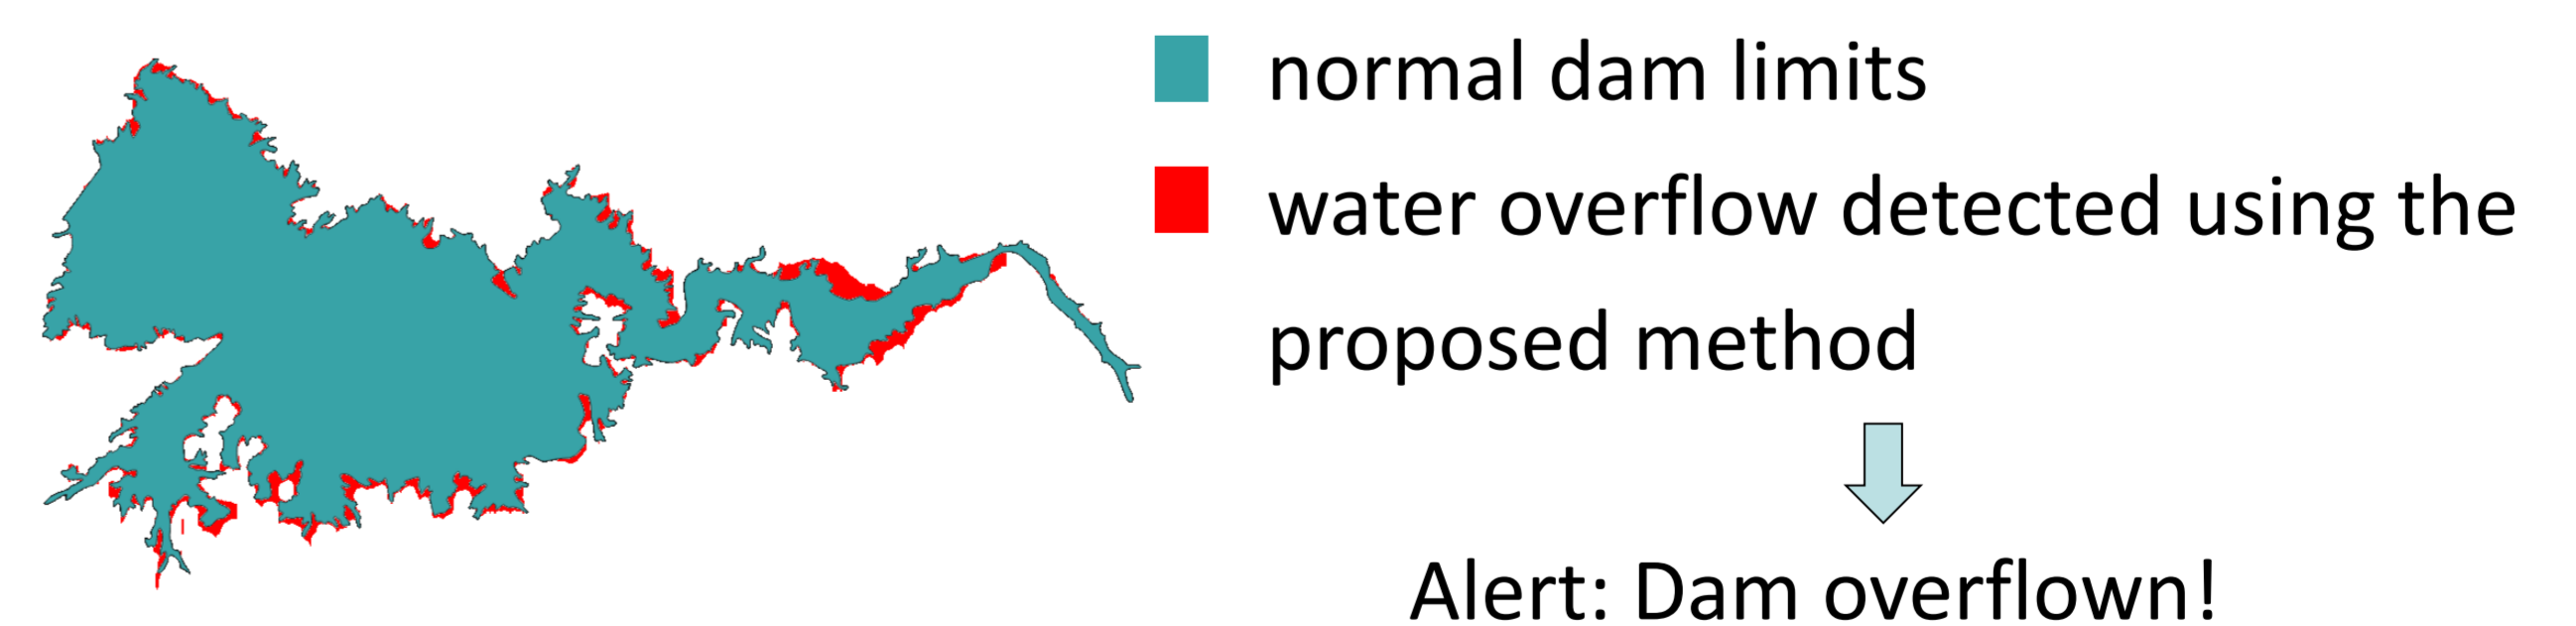 normal dam limits
water overflow detected using the
proposed method
Alert: Dam overflown!